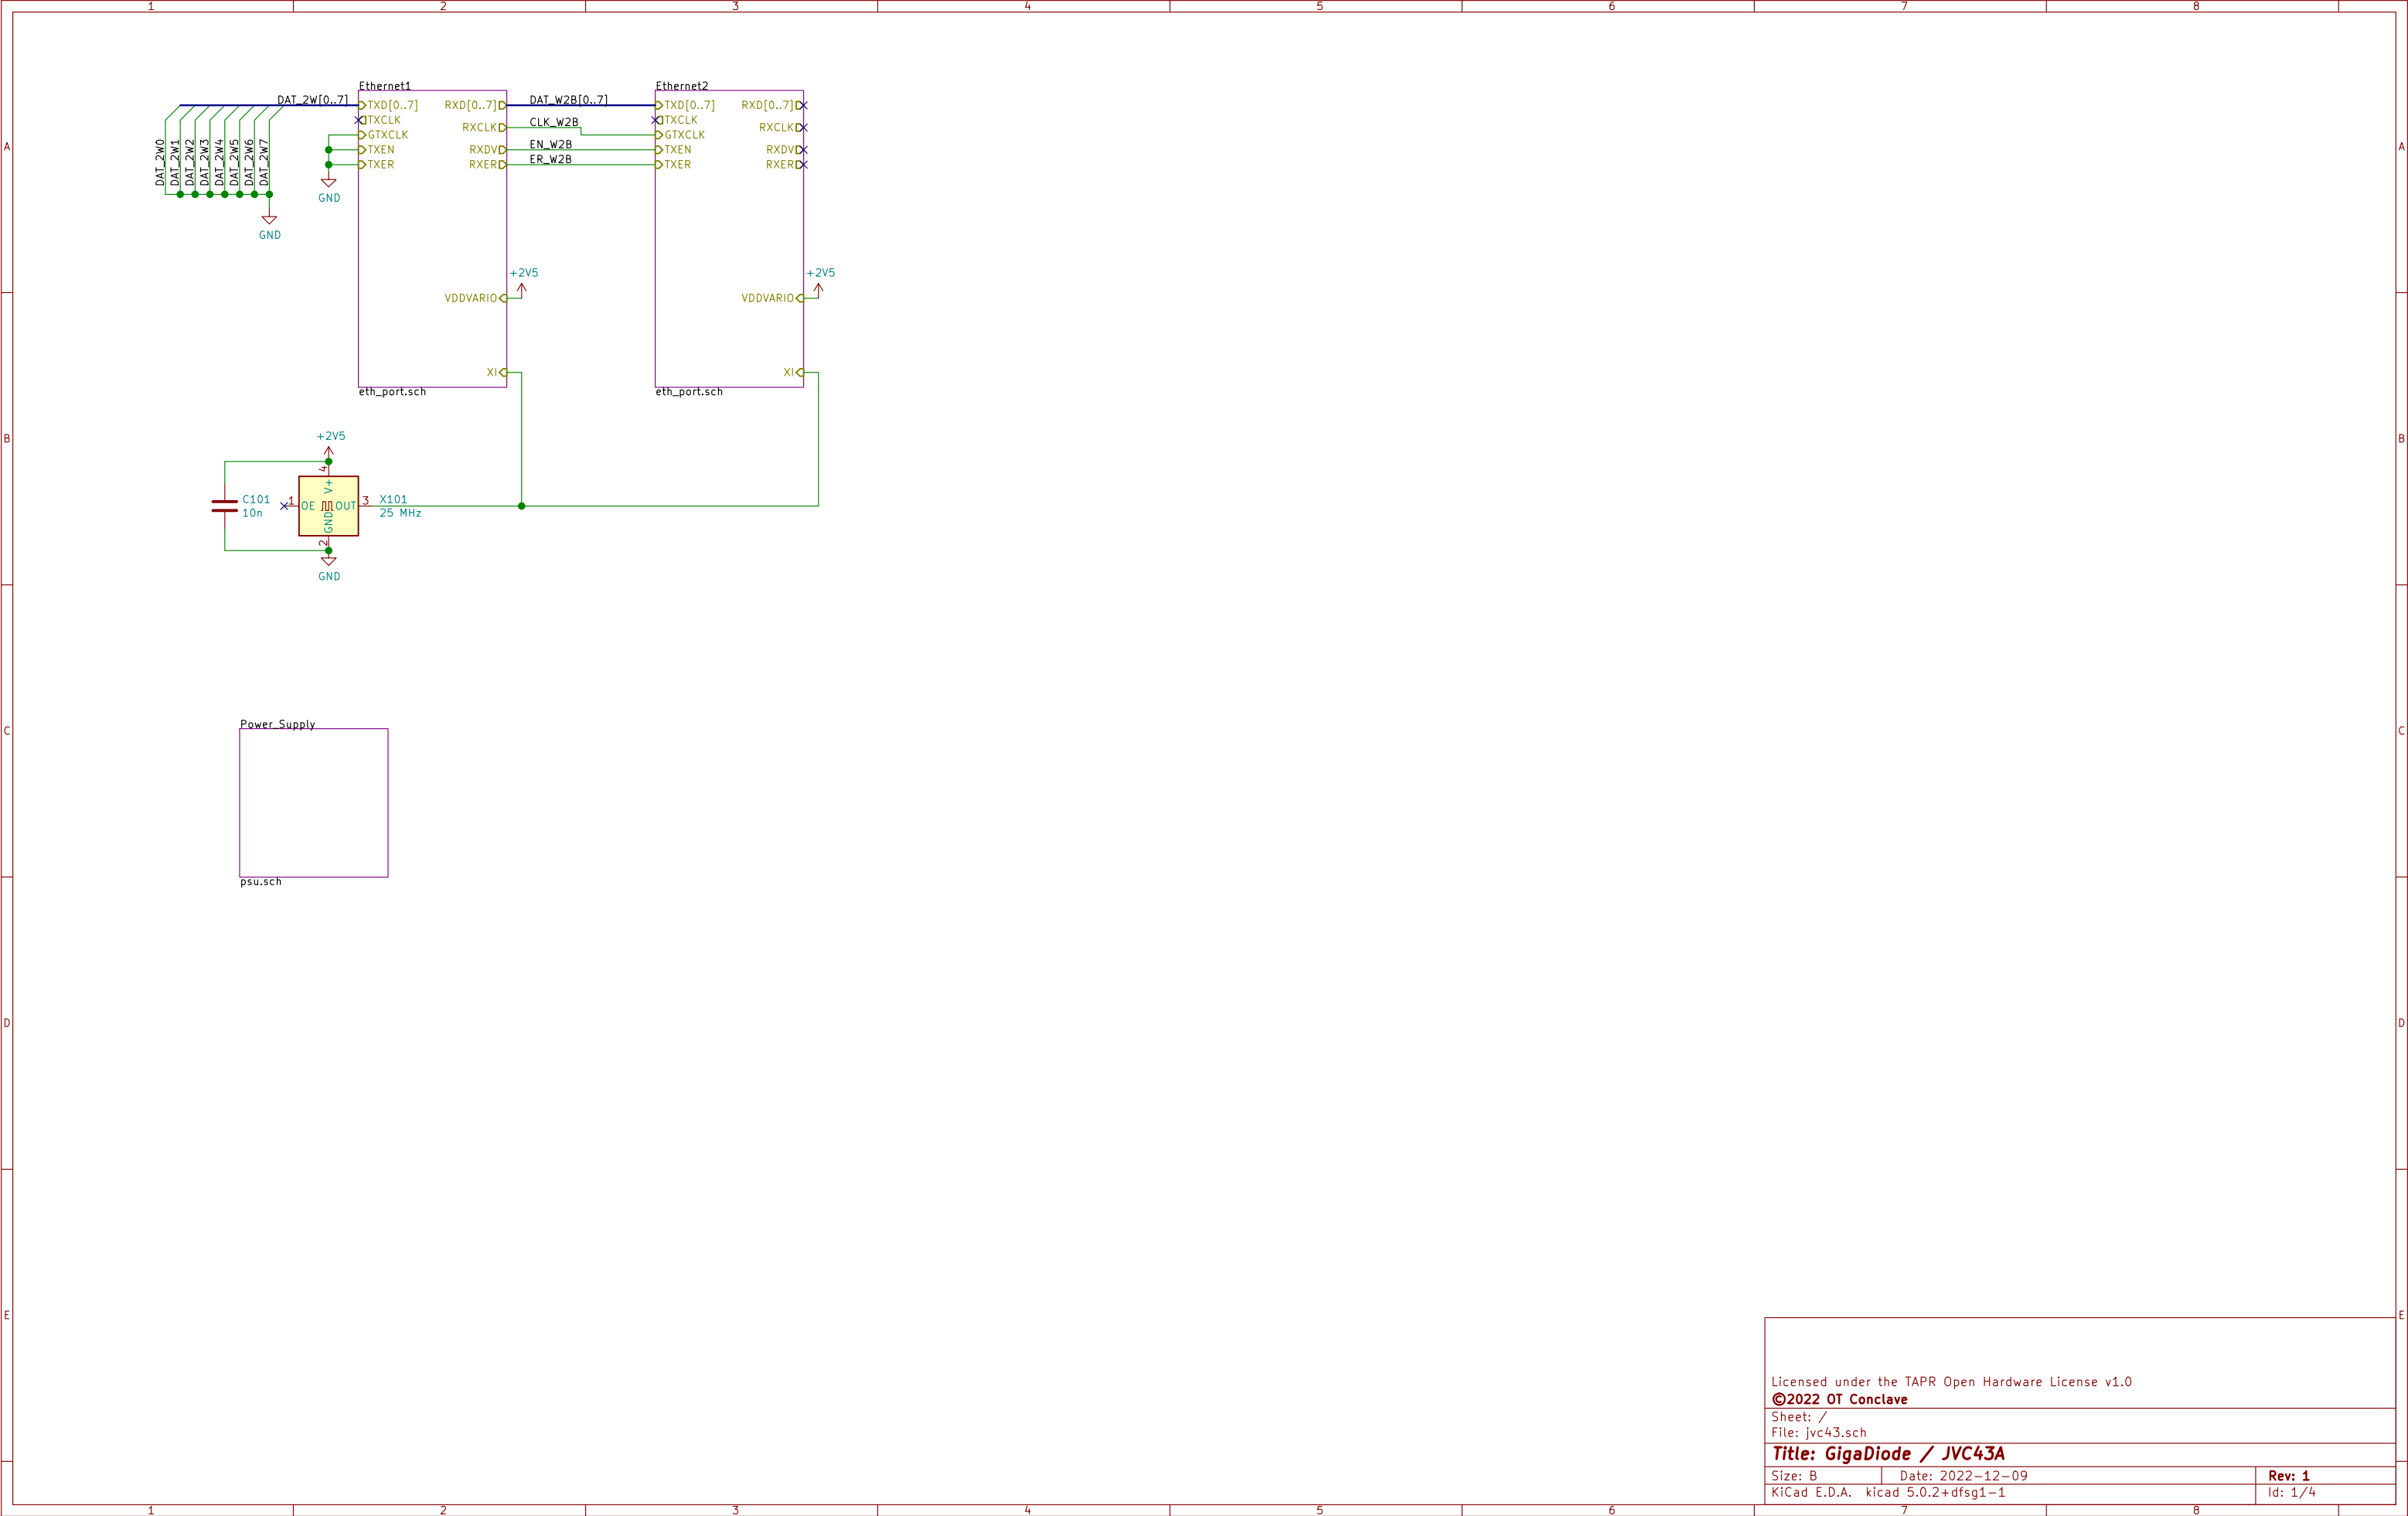 1 2 3 4 5 6 7 8
A
B
C
D
E
A
B
C
D
E
Ethernet1
DAT_2W[0..7]
TXD[0..7]
TXCLK
GTXCLK
TXEN
TXER
RXD[0..7]
RXCLK
RXDV
RXER
VDDVARIO
XI
eth_port.sch
DAT_2W0
DAT_2W1
DAT_2W2
DAT_2W3
DAT_2W4
DAT_2W5
DAT_2W6
DAT_2W7
GND
GND
DAT_W2B[0..7]
CLK_W2B
EN_W2B
ER_W2B
+2V5
Ethernet2
TXD[0..7]
TXCLK
GTXCLK
TXEN
TXER
RXD[0..7]
RXCLK
RXDV
RXER
VDDVARIO
XI
eth_port.sch
+2V5
+2V5
4
V+
C101
10n
1
OE
OUT
3
GND
2
X101
25 MHz
GND
Power_Supply
psu.sch
Licensed under the TAPR Open Hardware License v1.0
©2022 OT Conclave
Sheet: /
File: jvc43.sch
Title: GigaDiode / JVC43A
Size: B Date: 2022-12-09 Rev: 1
KiCad E.D.A. kicad 5.0.2+dfsg1-1 Id: 1/4
1 2 3 4 5 6 7 8